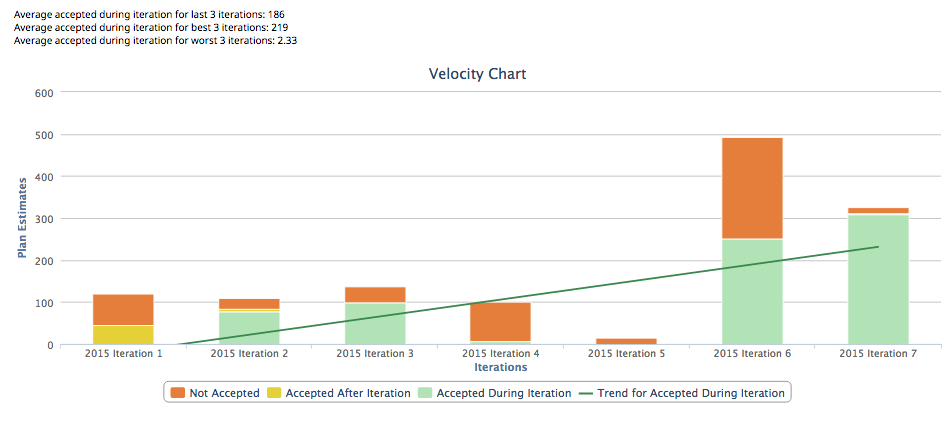 Average accepted during iteration for last 3 iterations: 186
Average accepted during iteration for best 3 iterations: 219
Average accepted during iteration for worst 3 iterations: 2.33
Velocity Chart
600
500
400
300
200
100
0
Plan Estimates
2015 Iteration 1 2015 Iteration 2 2015 Iteration 3 2015 Iteration 4 2015 Iteration 5 2015 Iteration 6 2015 Iteration 7
Iterations
Not Accepted Accepted After Iteration Accepted During Iteration Trend for Accepted During Iteration